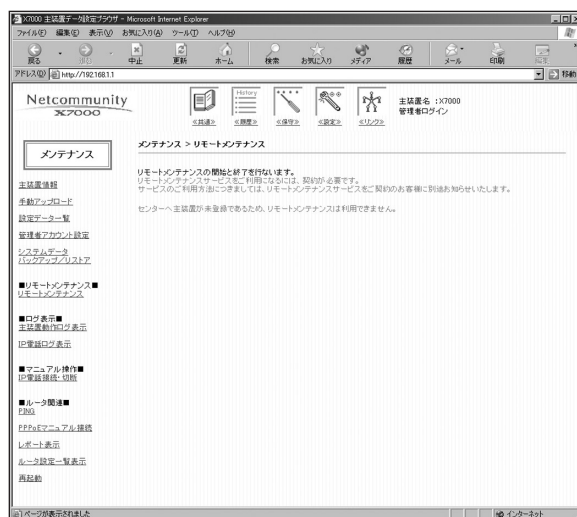 X7000 主装置データ設定ブラウザ - Microsoft Internet Explorer
ファイル(F) 編集(E) 表示(V) お気に入り(A) ツール(T) ヘルプ(H)
戻る 進む 中止 更新 ホーム 検索 お気に入り メディア 履歴 メール 印刷 編集
アドレス(D) http://192.168.1.1 移動
Netcommunity
X7000
History
≪共通≫ ≪履歴≫ ≪保守≫ ≪設定≫ ≪リンク≫
主装置名 :X7000
管理者ログイン
メンテナンス
主装置情報
手動アップロード
設定データ一覧
管理者アカウント設定
システムデータ
バックアップ/リストア
■リモートメンテナンス■
リモートメンテナンス
■ログ表示■
主装置動作ログ表示
IP電話ログ表示
■マニュアル操作■
IP電話接続・切断
■ルータ関連■
PING
PPPoEマニュアル接続
レポート表示
ルータ設定一覧表示
再起動
メンテナンス > リモートメンテナンス
リモートメンテナンスの開始と終了を行ないます。
リモートメンテナンスサービスをご利用になるには、契約が必要です。
サービスのご利用方法につきましては、リモートメンテナンスサービスをご契約のお客様に別途お知らせいたします。
センターへ主装置が未登録であるため、リモートメンテナンスは利用できません。
ページが表示されました
インターネット